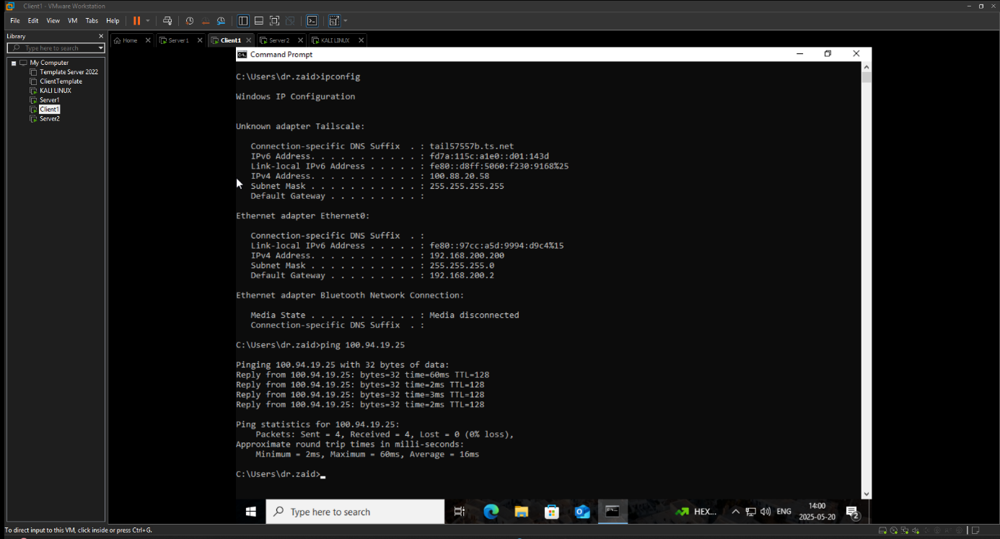 Client1 - VMware Workstation
File Edit View VM Tabs Help
Library
Type here to search
My Computer
Template Server 2022
ClientTemplate
KALI LINUX
Server1
Client1
Server2
Home Server1 Client1 Server2 KALI LINUX
Command Prompt
C:\Users\dr.zaid>ipconfig
Windows IP Configuration
Unknown adapter Tailscale:
Connection-specific DNS Suffix . : tail57557b.ts.net
IPv6 Address. . . . . . . . . . . : fd7a:115c:a1e0::d01:143d
Link-local IPv6 Address . . . . . : fe80::d8ff:5060:f230:9168%25
IPv4 Address. . . . . . . . . . . : 100.88.20.58
Subnet Mask . . . . . . . . . . . : 255.255.255.255
Default Gateway . . . . . . . . . :
Ethernet adapter Ethernet0:
Connection-specific DNS Suffix . :
Link-local IPv6 Address . . . . . : fe80::97cc:a5d:9994:d9c4%15
IPv4 Address. . . . . . . . . . . : 192.168.200.200
Subnet Mask . . . . . . . . . . . : 255.255.255.0
Default Gateway . . . . . . . . . : 192.168.200.2
Ethernet adapter Bluetooth Network Connection:
Media State . . . . . . . . . . . : Media disconnected
Connection-specific DNS Suffix . :
C:\Users\dr.zaid>ping 100.94.19.25
Pinging 100.94.19.25 with 32 bytes of data:
Reply from 100.94.19.25: bytes=32 time=60ms TTL=128
Reply from 100.94.19.25: bytes=32 time=2ms TTL=128
Reply from 100.94.19.25: bytes=32 time=3ms TTL=128
Reply from 100.94.19.25: bytes=32 time=2ms TTL=128
Ping statistics for 100.94.19.25:
Packets: Sent = 4, Received = 4, Lost = 0 (0% loss),
Approximate round trip times in milli-seconds:
Minimum = 2ms, Maximum = 60ms, Average = 16ms
C:\Users\dr.zaid>
Type here to search
HEX... ENG 14:00
2025-05-20 2
To direct input to this VM, click inside or press Ctrl+G.